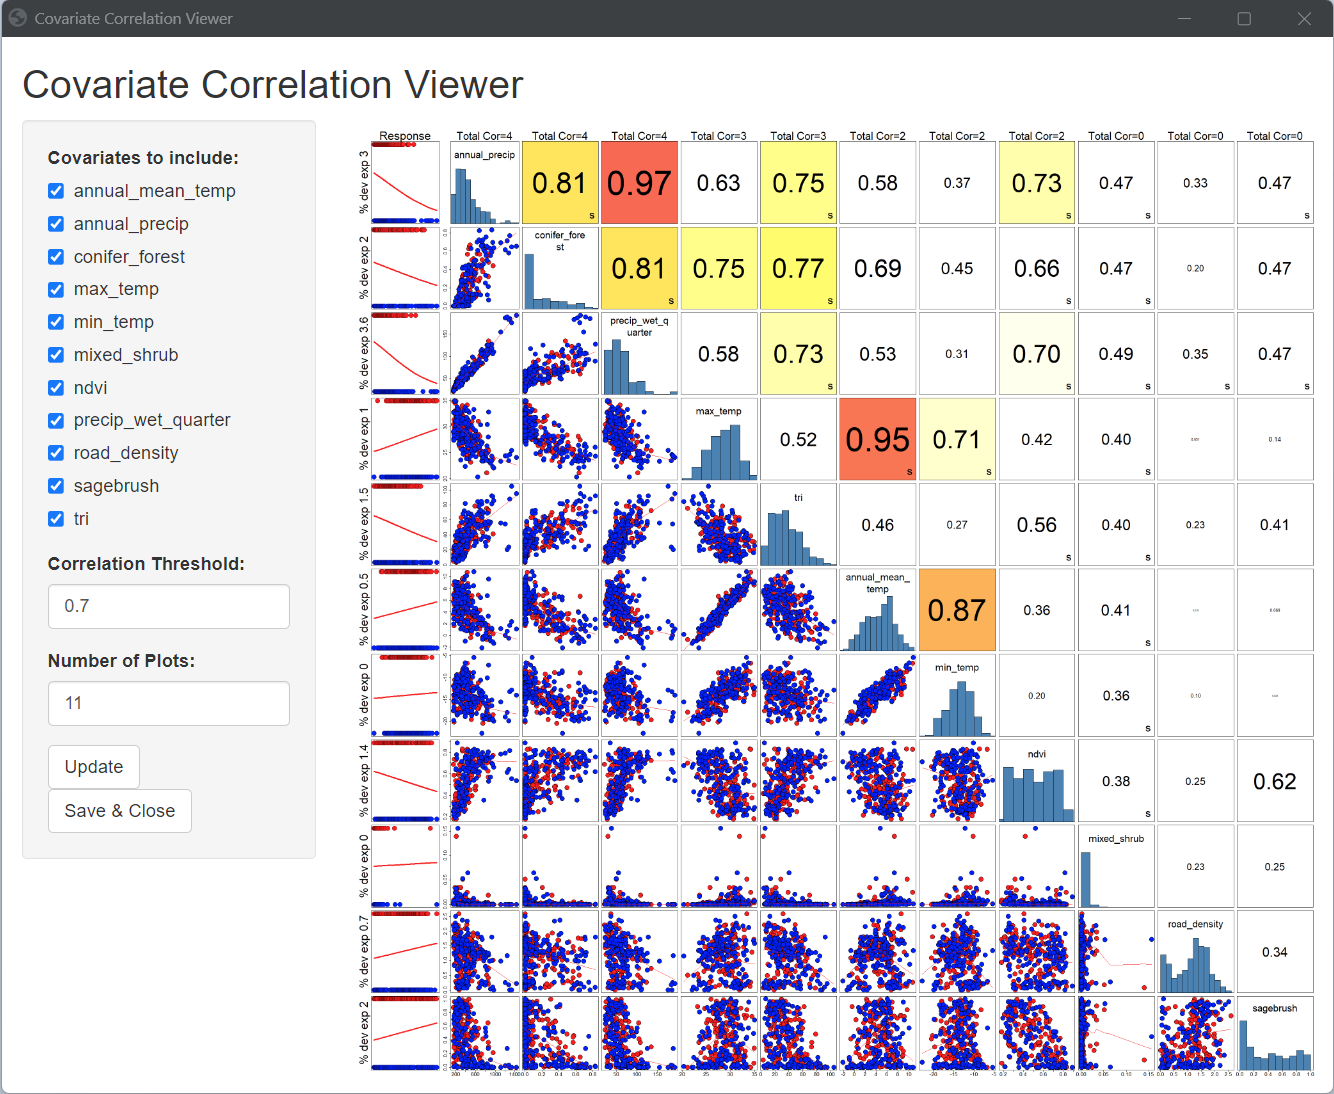 Covariate Correlation Viewer
Covariate Correlation Viewer
Covariates to include:
annual_mean_temp
annual_precip
conifer_forest
max_temp
min_temp
mixed_shrub
ndvi
precip_wet_quarter
road_density
sagebrush
tri
Correlation Threshold:
0.7
Number of Plots:
11
Update
Save & Close
Response Total Cor=4 Total Cor=4 Total Cor=4 Total Cor=3 Total Cor=3 Total Cor=2 Total Cor=2 Total Cor=2 Total Cor=0 Total Cor=0 Total Cor=0
% dev exp 3 annual_precip 0.81 s 0.97 0.63 0.75 s 0.58 0.37 0.73 s 0.47 s 0.33 0.47 s
% dev exp 2 conifer_fore
st 0.81 s 0.75 0.77 s 0.69 0.45 0.66 s 0.47 s 0.20 0.47
% dev exp 3.6 precip_wet_q
uarter 0.58 0.73 s 0.53 0.31 0.70 s 0.49 s 0.35 s 0.47 s
% dev exp 1 max_temp 0.52 0.95 s 0.71 s 0.42 0.40 s 0.14
% dev exp 1.5 tri 0.46 0.27 0.56 s 0.40 s 0.23 0.41
% dev exp 0.5 annual_mean_
temp 0.87 0.36 0.41 s
% dev exp 0 min_temp 0.20 0.36 s 0.10
% dev exp 1.4 ndvi 0.38 s 0.25 0.62
% dev exp 0 mixed_shrub 0.23 0.25
% dev exp 0.7 road_density 0.34
% dev exp 2 sagebrush